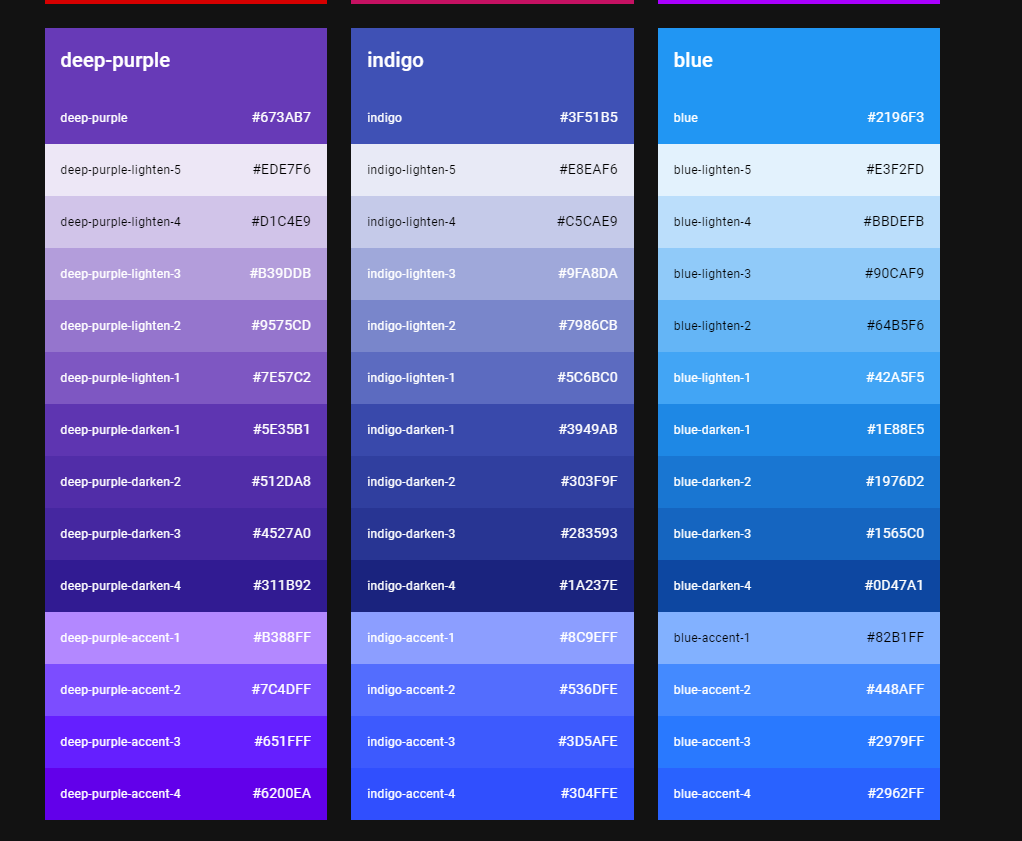 deep-purple
deep-purple #673AB7
deep-purple-lighten-5 #EDE7F6
deep-purple-lighten-4 #D1C4E9
deep-purple-lighten-3 #B39DDB
deep-purple-lighten-2 #9575CD
deep-purple-lighten-1 #7E57C2
deep-purple-darken-1 #5E35B1
deep-purple-darken-2 #512DA8
deep-purple-darken-3 #4527A0
deep-purple-darken-4 #311B92
deep-purple-accent-1 #B388FF
deep-purple-accent-2 #7C4DFF
deep-purple-accent-3 #651FFF
deep-purple-accent-4 #6200EA
indigo
indigo #3F51B5
indigo-lighten-5 #E8EAF6
indigo-lighten-4 #C5CAE9
indigo-lighten-3 #9FA8DA
indigo-lighten-2 #7986CB
indigo-lighten-1 #5C6BC0
indigo-darken-1 #3949AB
indigo-darken-2 #303F9F
indigo-darken-3 #283593
indigo-darken-4 #1A237E
indigo-accent-1 #8C9EFF
indigo-accent-2 #536DFE
indigo-accent-3 #3D5AFE
indigo-accent-4 #304FFE
blue
blue #2196F3
blue-lighten-5 #E3F2FD
blue-lighten-4 #BBDEFB
blue-lighten-3 #90CAF9
blue-lighten-2 #64B5F6
blue-lighten-1 #42A5F5
blue-darken-1 #1E88E5
blue-darken-2 #1976D2
blue-darken-3 #1565C0
blue-darken-4 #0D47A1
blue-accent-1 #82B1FF
blue-accent-2 #448AFF
blue-accent-3 #2979FF
blue-accent-4 #2962FF